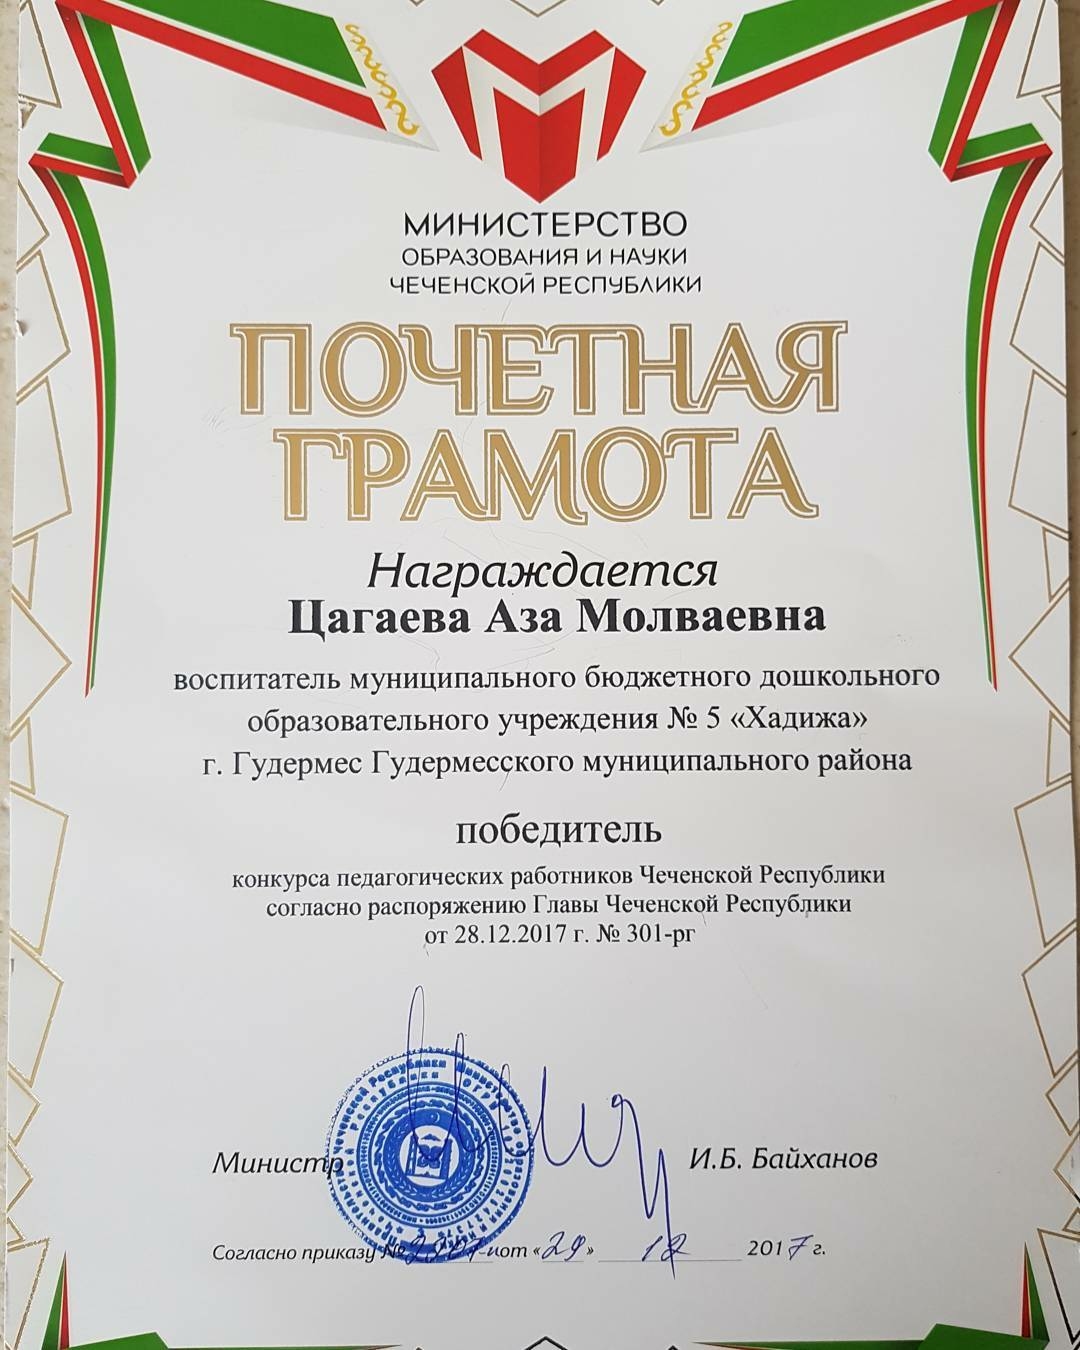 МИНИСТЕРСТВО
ОБРАЗОВАНИЯ И НАУКИ
ЧЕЧЕНСКОЙ РЕСПУБЛИКИ
ПОЧЕТНАЯ
ГРАМОТА
Награждается
Цагаева Аза Молваевна
воспитатель муниципального бюджетного дошкольного
образовательного учреждения № 5 «Хадижа»
г. Гудермес Гудермесского муниципального района
победитель
конкурса педагогических работников Чеченской Республики
согласно распоряжению Главы Чеченской Республики
от 28.12.2017 г. № 301-рг
Министр
И.Б. Байханов
Согласно приказу № от «29» 12 2017 г.